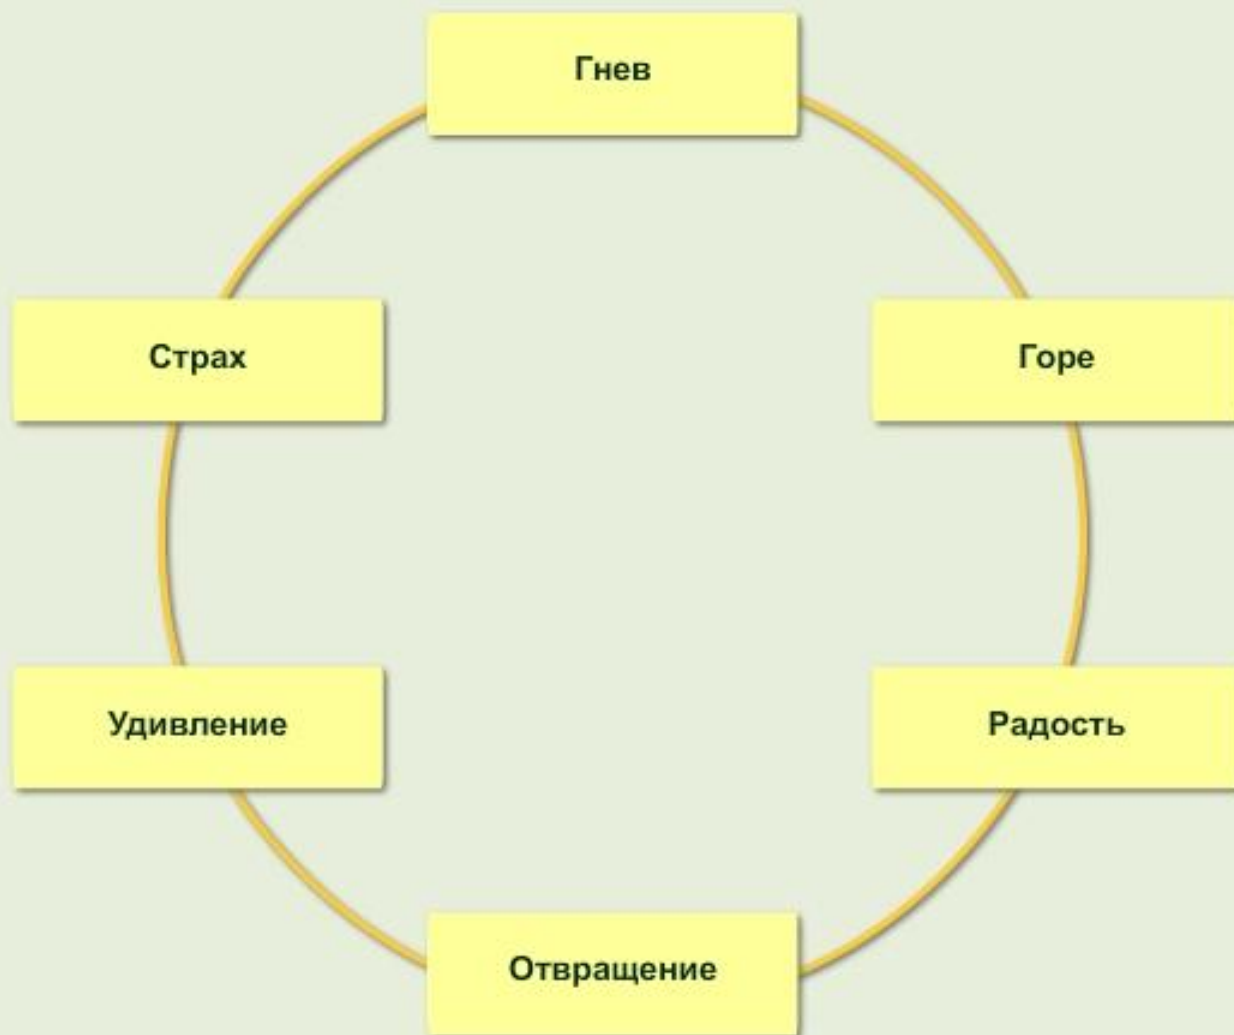 Гнев
Страх
Горе
Удивление
Радость
Отвращение